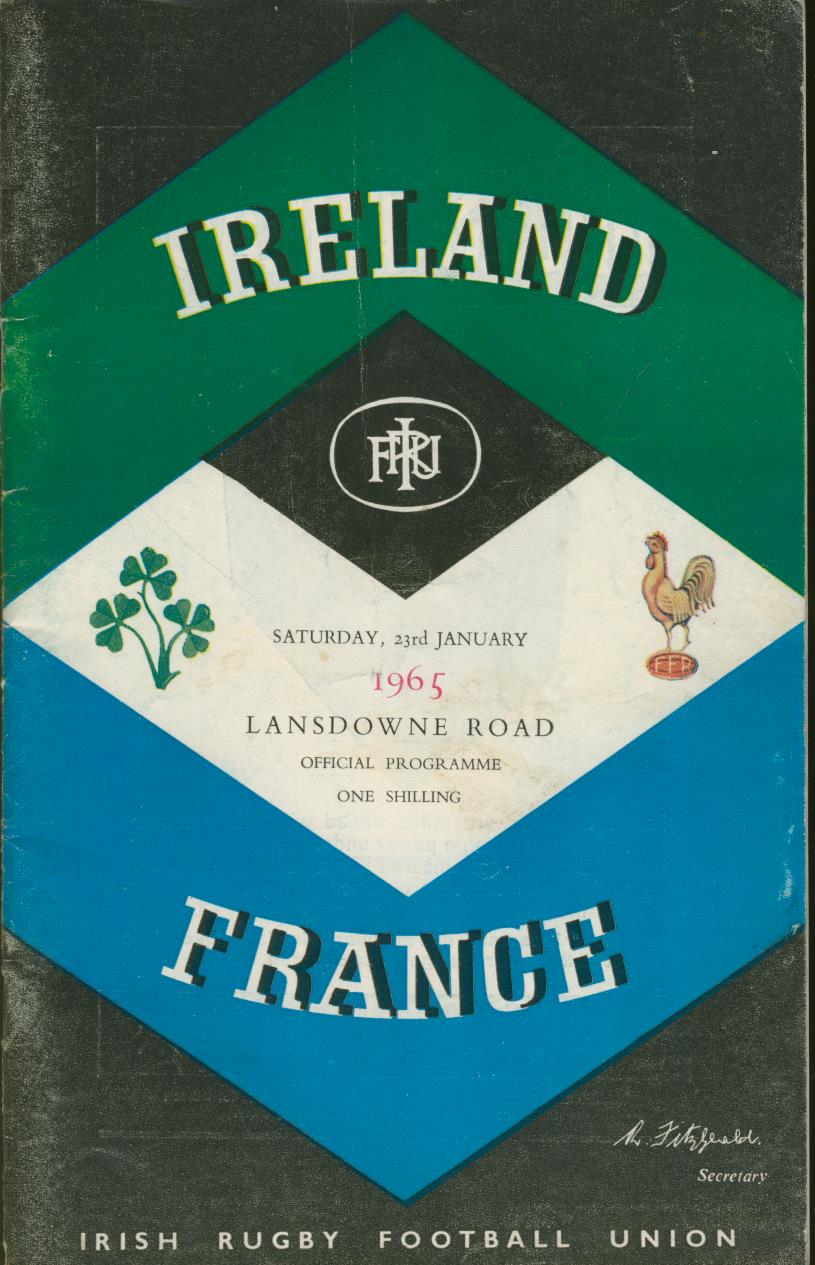 IRELAND
IRFU
SATURDAY, 23rd JANUARY
1965
LANSDOWNE ROAD
OFFICIAL PROGRAMME
ONE SHILLING
FFR
FRANCE
R. Fitzgerald.
Secretary
IRISH RUGBY FOOTBALL UNION